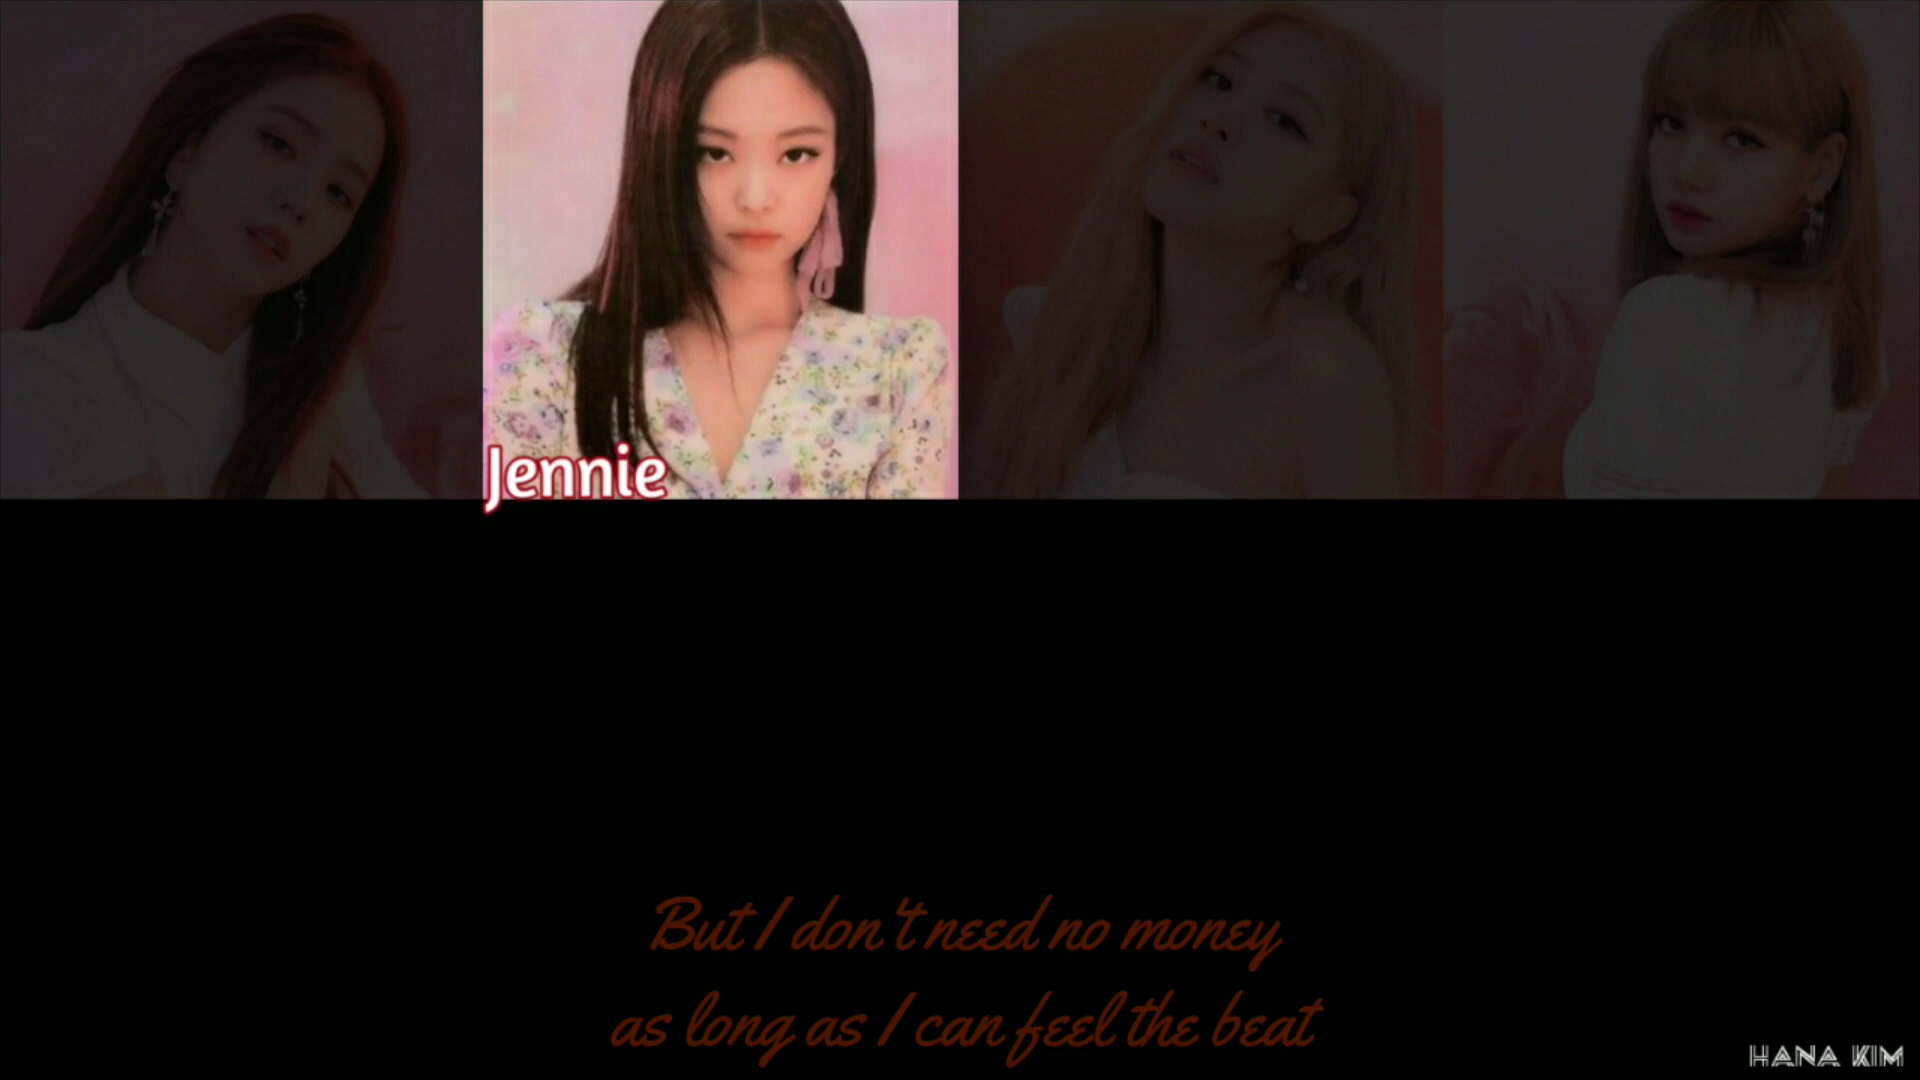 Jennie
But I don't need no money
as long as I can feel the beat
HANA KIM